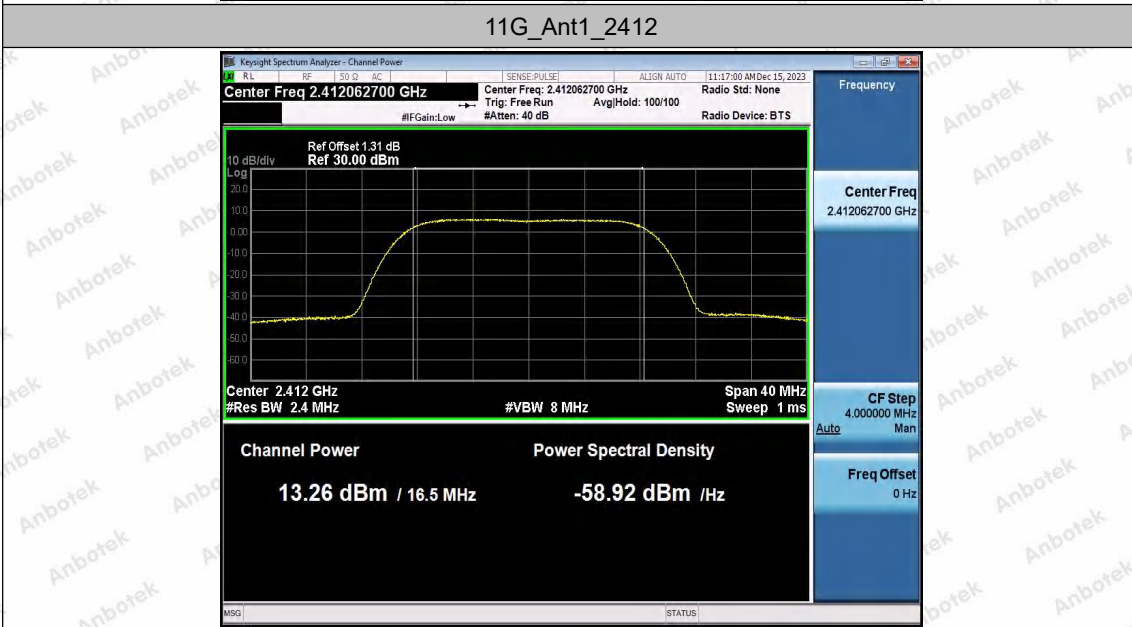 11G_Ant1_2412
Keysight Spectrum Analyzer - Channel Power
RL RF 50 Ω AC SENSE:PULSE ALIGN AUTO 11:17:00 AM Dec 15, 2023
Center Freq 2.412062700 GHz
Center Freq: 2.412062700 GHz
Radio Std: None
Trig: Free Run Avg|Hold: 100/100
#IFGain:Low #Atten: 40 dB
Radio Device: BTS
Frequency
Ref Offset 1.31 dB
10 dB/div Ref 30.00 dBm
Log
20.0
10.0
0.00
-10.0
-20.0
-30.0
-40.0
-50.0
-60.0
Center 2.412 GHz Span 40 MHz
#Res BW 2.4 MHz #VBW 8 MHz Sweep 1 ms
Center Freq
2.412062700 GHz
CF Step
4.000000 MHz
Auto Man
Freq Offset
0 Hz
Channel Power Power Spectral Density
13.26 dBm / 16.5 MHz -58.92 dBm /Hz
MSG STATUS
Anbotek